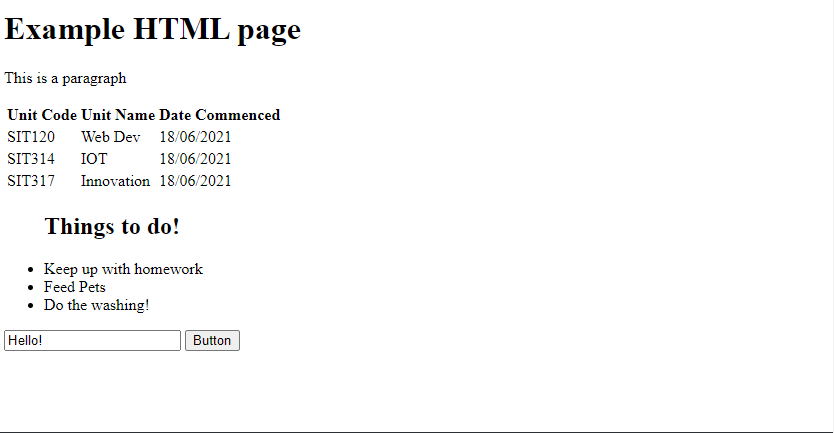 Example HTML page
This is a paragraph
Unit Code Unit Name Date Commenced
SIT120 Web Dev 18/06/2021
SIT314 IOT 18/06/2021
SIT317 Innovation 18/06/2021
Things to do!
Keep up with homework
Feed Pets
Do the washing!
Hello! Button